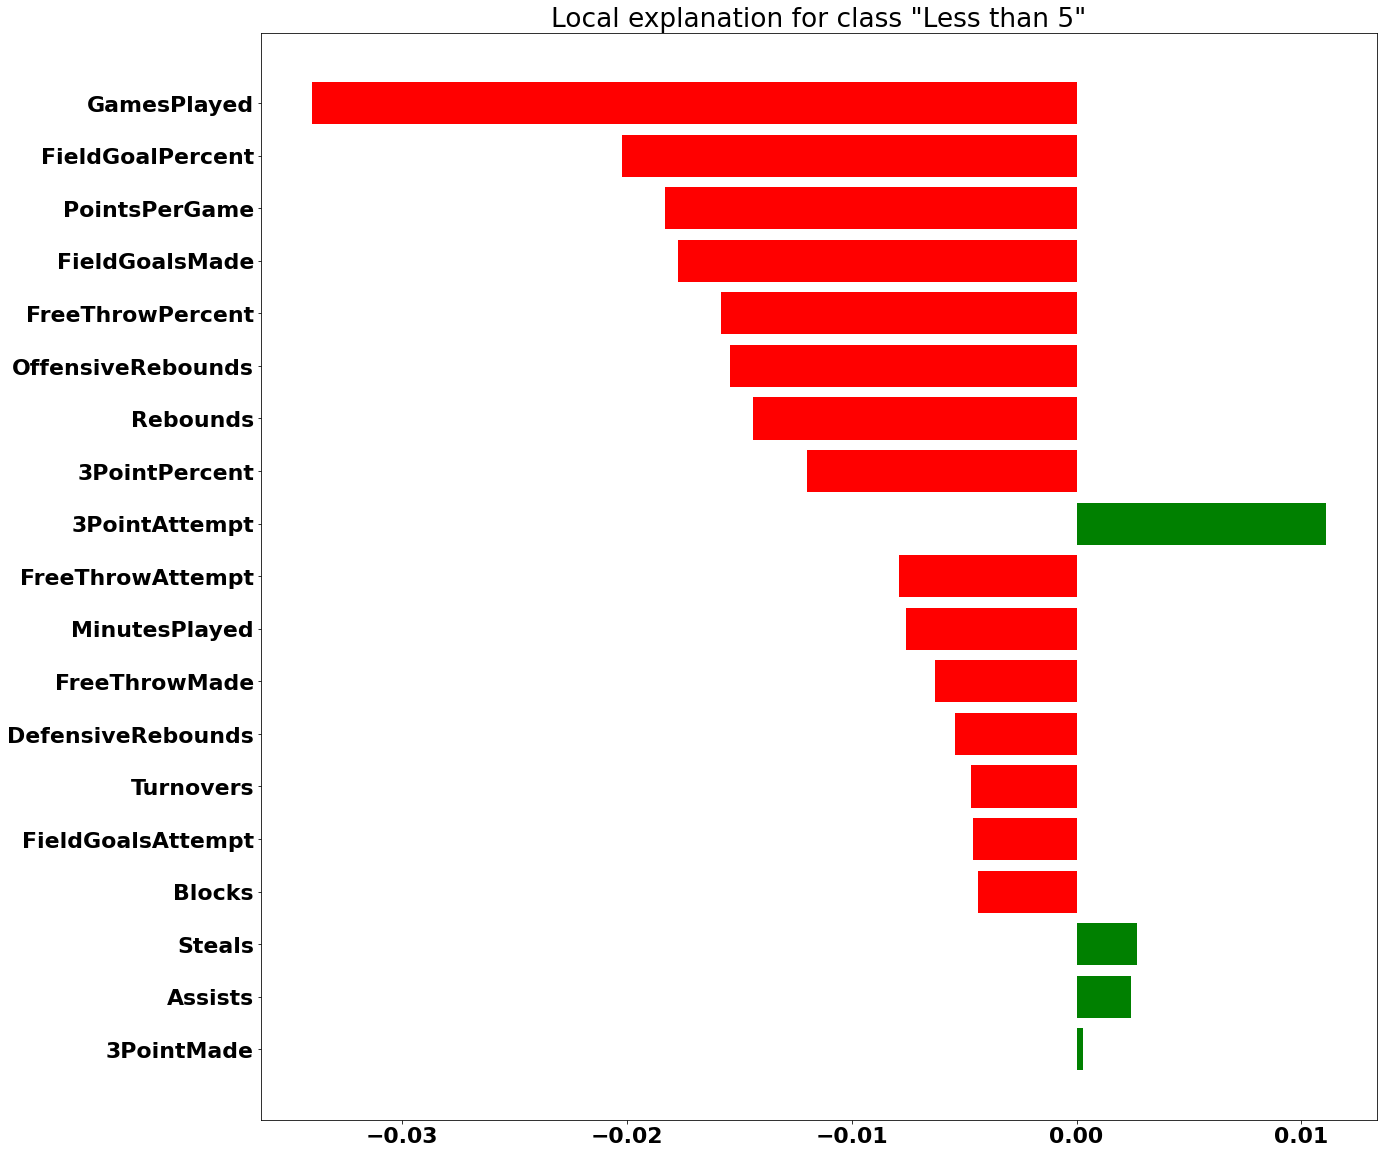 Local explanation for class "Less than 5"
GamesPlayed
FieldGoalPercent
PointsPerGame
FieldGoalsMade
FreeThrowPercent
OffensiveRebounds
Rebounds
3PointPercent
3PointAttempt
FreeThrowAttempt
MinutesPlayed
FreeThrowMade
DefensiveRebounds
Turnovers
FieldGoalsAttempt
Blocks
Steals
Assists
3PointMade
−0.03 −0.02 −0.01 0.00 0.01